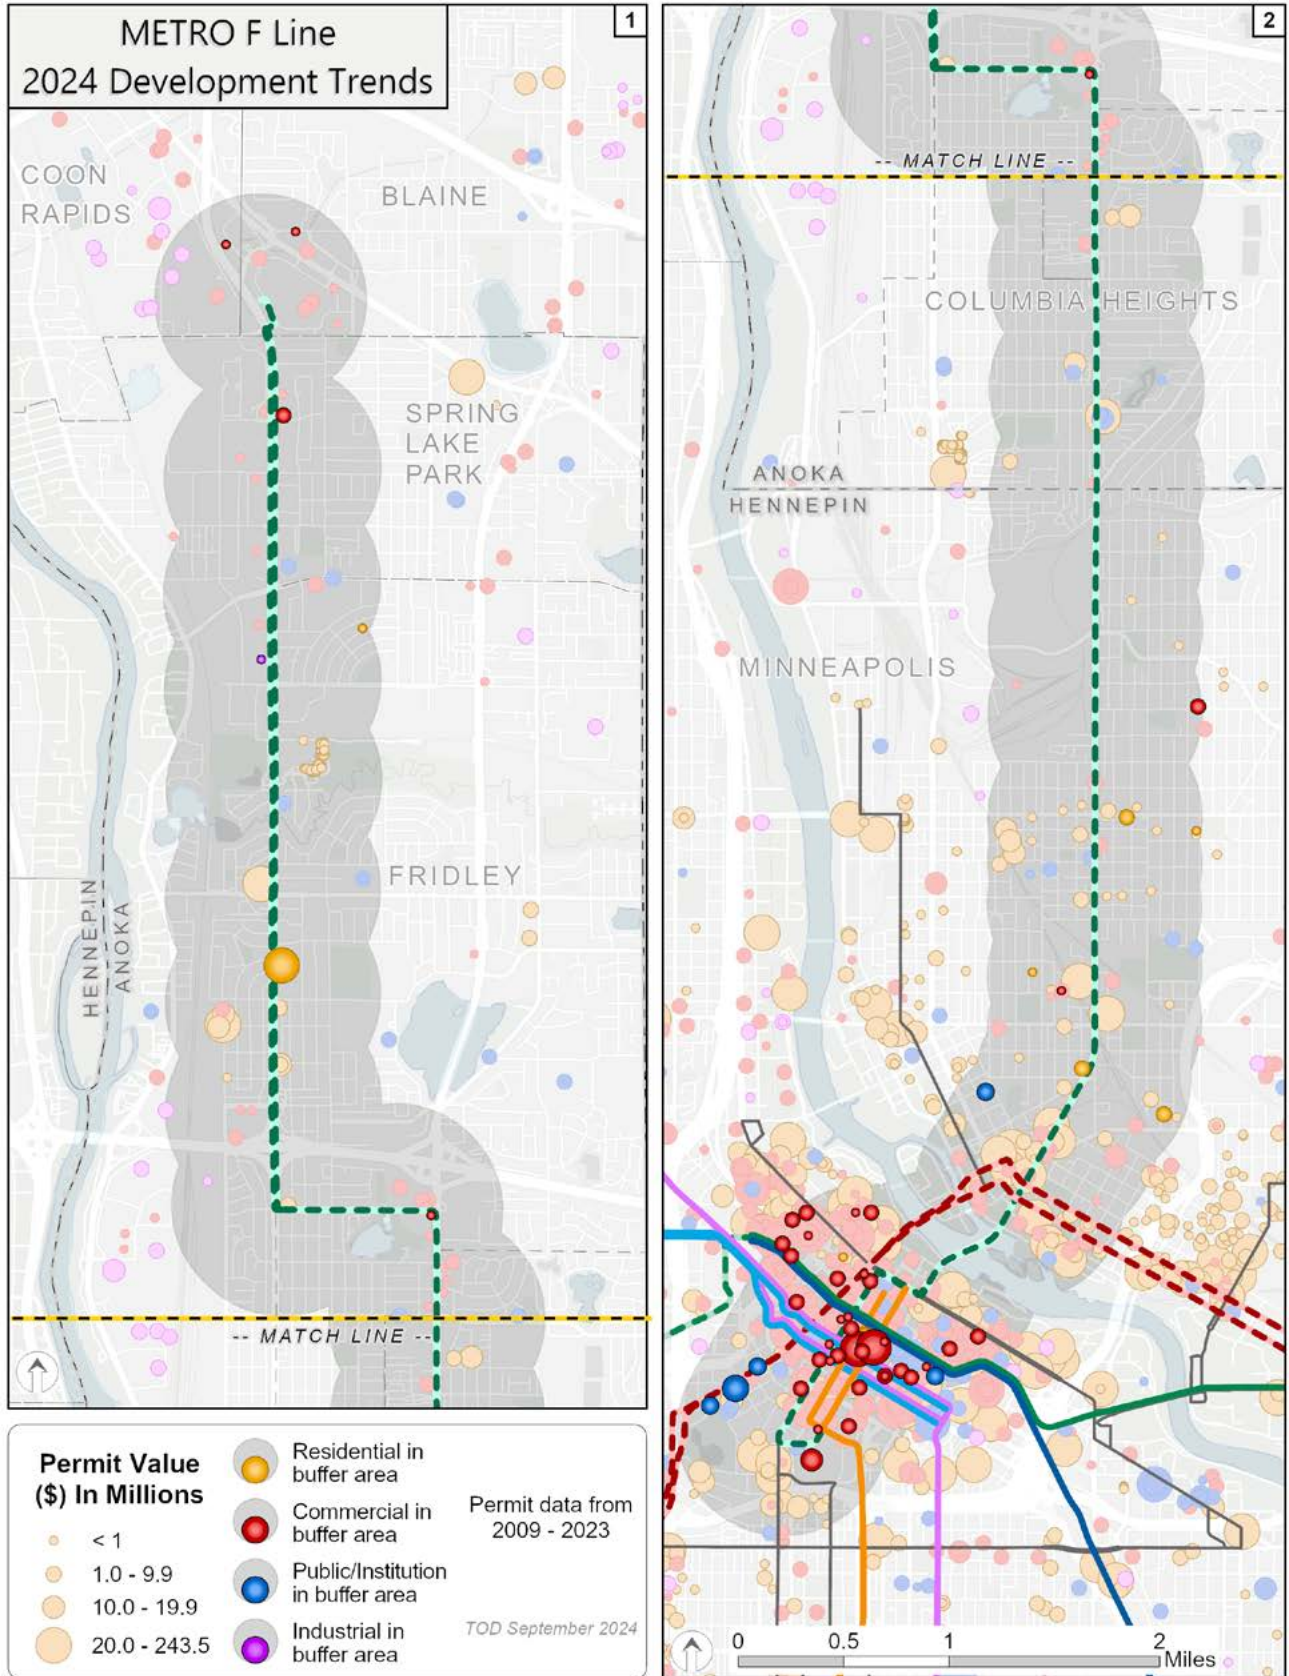 METRO F Line
2024 Development Trends
1
COON
RAPIDS
BLAINE
SPRING
LAKE
PARK
FRIDLEY
HENNEPIN
ANOKA
-- MATCH LINE --
2
-- MATCH LINE --
COLUMBIA HEIGHTS
ANOKA
HENNEPIN
MINNEAPOLIS
0 0.5 1 2
Miles
Permit Value
($) In Millions
< 1
1.0 - 9.9
10.0 - 19.9
20.0 - 243.5
Residential in
buffer area
Commercial in
buffer area
Public/Institution
in buffer area
Industrial in
buffer area
Permit data from
2009 - 2023
TOD September 2024